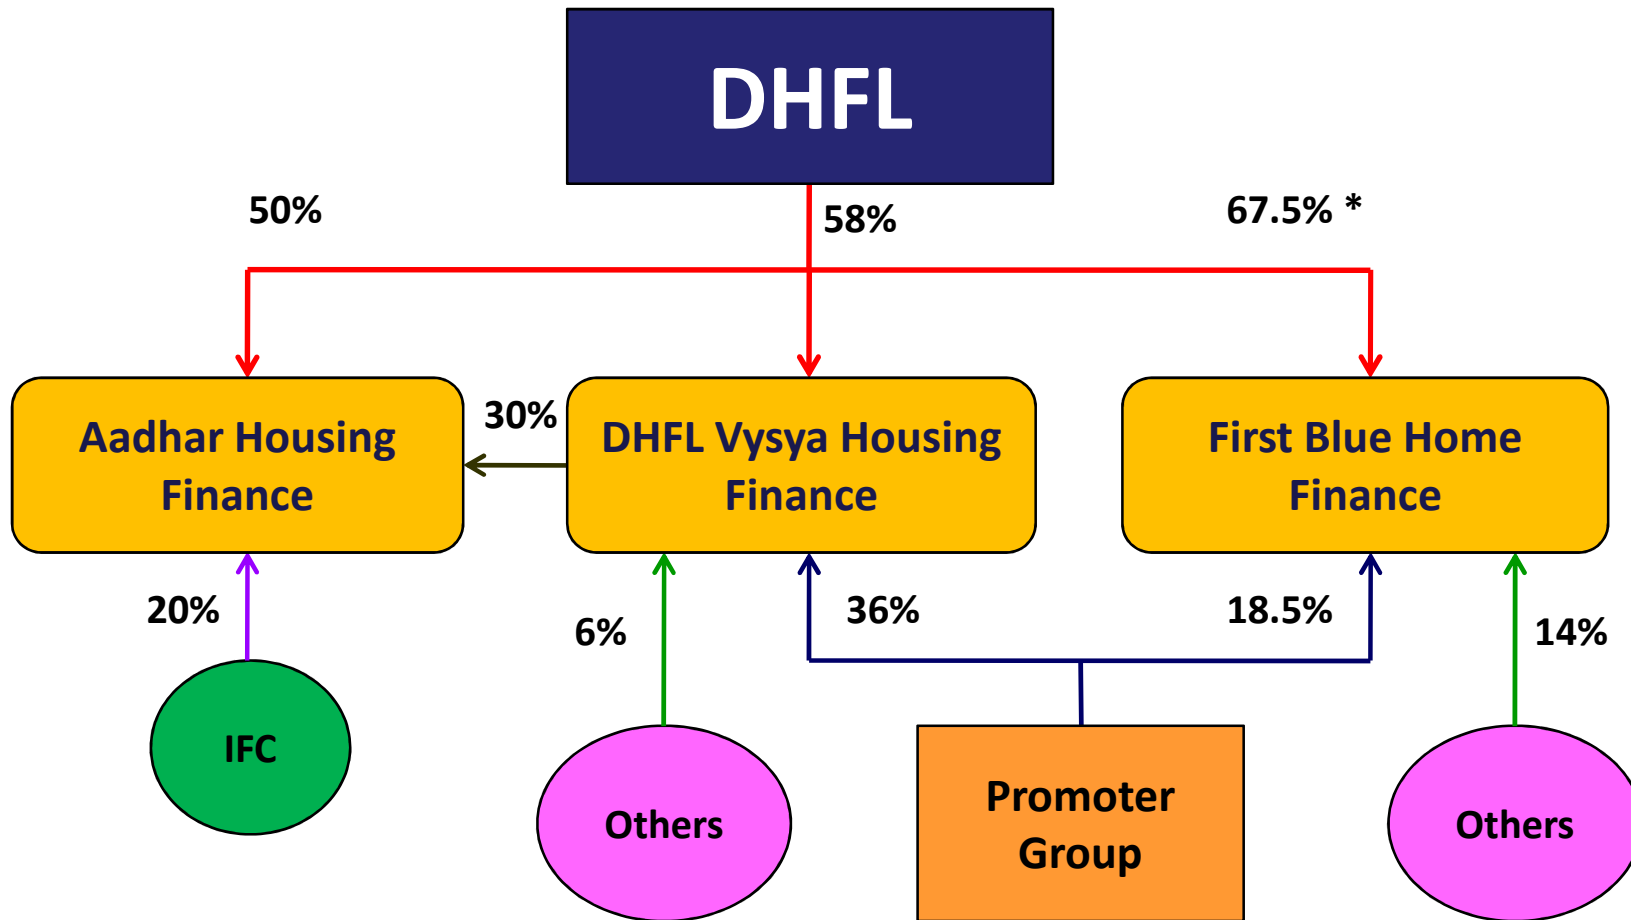 DHFL
50%
58%
67.5% *
Aadhar Housing
Finance
30%
DHFL Vysya Housing
Finance
First Blue Home
Finance
20%
6%
36%
18.5%
14%
IFC
Others
Promoter
Group
Others